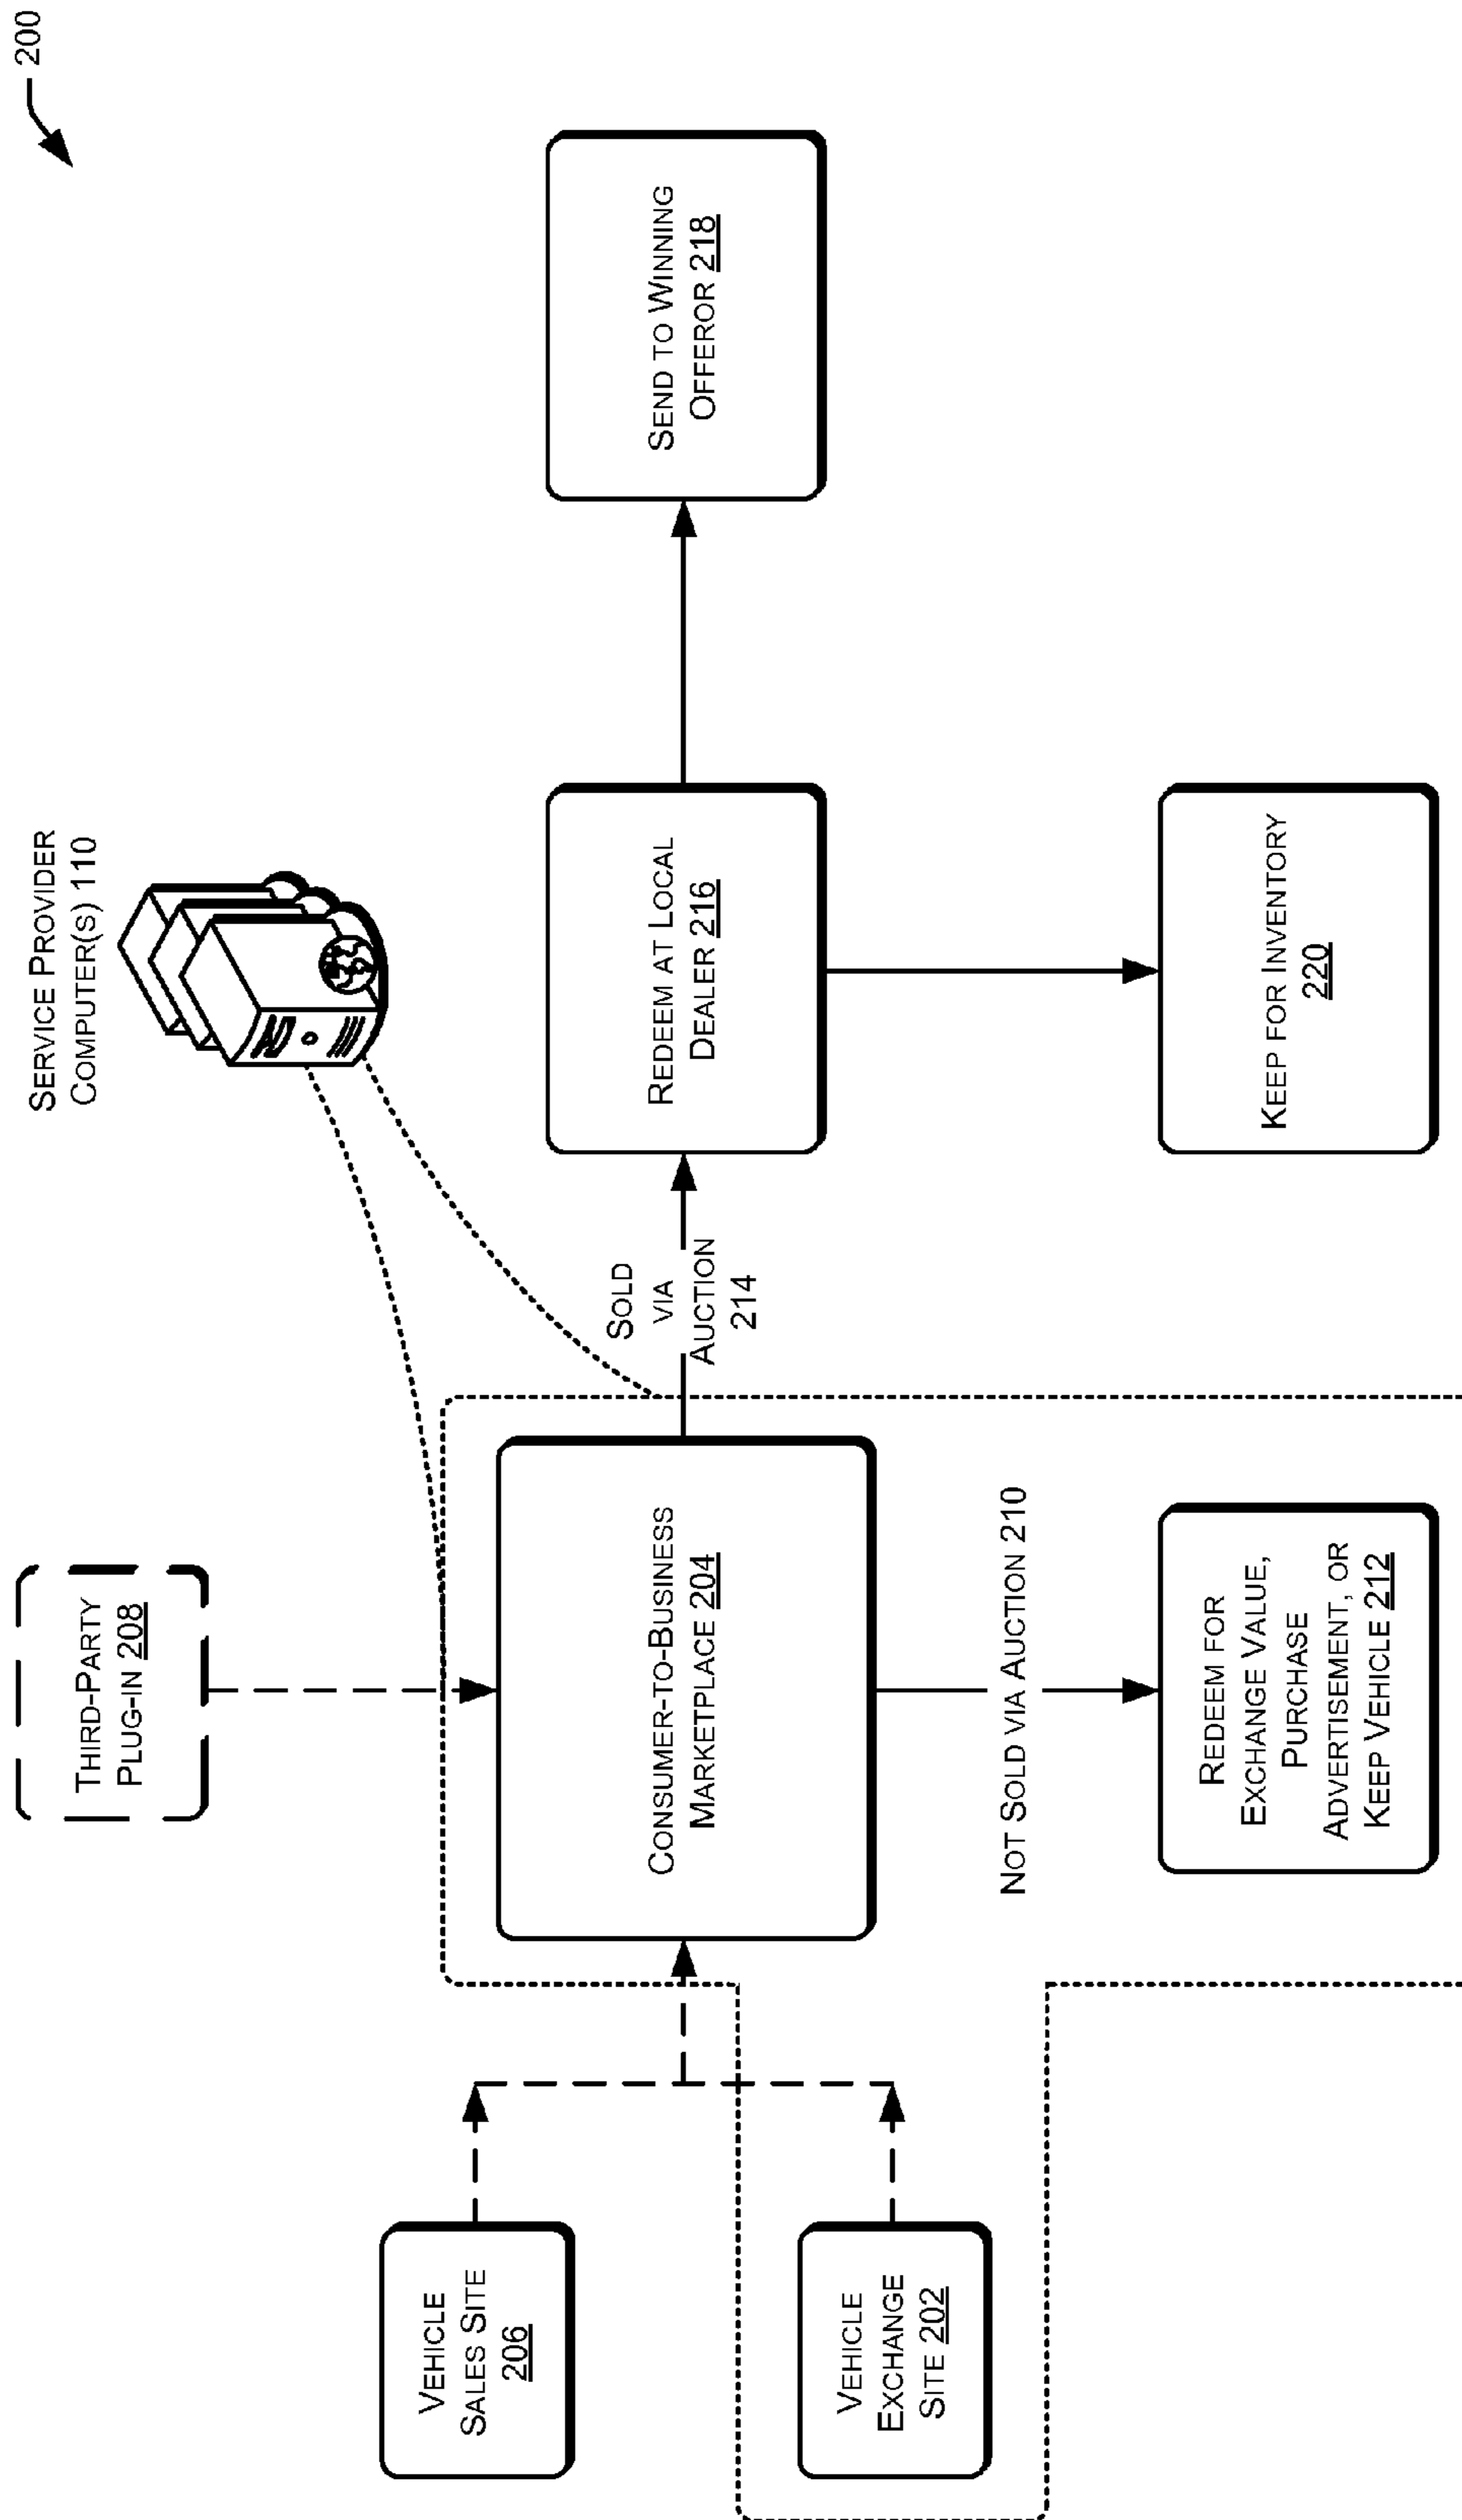 200
SERVICE PROVIDER
COMPUTER(S) 110
THIRD-PARTY
PLUG-IN 208
VEHICLE
SALES SITE
206
VEHICLE
EXCHANGE
SITE 202
CONSUMER-TO-BUSINESS
MARKETPLACE 204
SOLD
VIA
AUCTION
214
REDEEM AT LOCAL
DEALER 216
SEND TO WINNING
OFFEROR 218
NOT SOLD VIA AUCTION 210
REDEEM FOR
EXCHANGE VALUE,
PURCHASE
ADVERTISEMENT, OR
KEEP VEHICLE 212
KEEP FOR INVENTORY
220